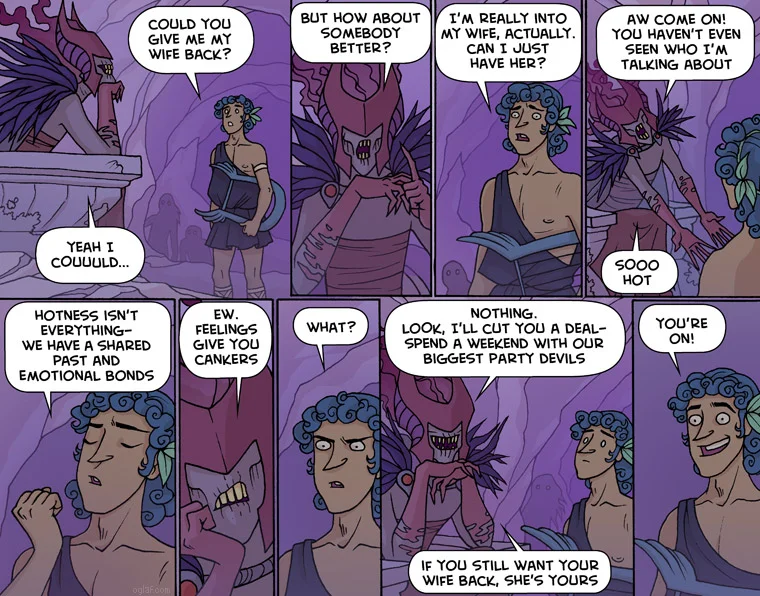 COULD YOU
GIVE ME MY
WIFE BACK?
YEAH I
COUUULD...
BUT HOW ABOUT
SOMEBODY
BETTER?
I'M REALLY INTO
MY WIFE, ACTUALLY.
CAN I JUST
HAVE HER?
AW COME ON!
YOU HAVEN'T EVEN
SEEN WHO I'M
TALKING ABOUT
SOOO
HOT
HOTNESS ISN'T
EVERYTHING-
WE HAVE A SHARED
PAST AND
EMOTIONAL BONDS
EW.
FEELINGS
GIVE YOU
CANKERS
WHAT?
NOTHING.
LOOK, I'LL CUT YOU A DEAL-
SPEND A WEEKEND WITH OUR
BIGGEST PARTY DEVILS
IF YOU STILL WANT YOUR
WIFE BACK, SHE'S YOURS
YOU'RE
ON!
oglaf.com